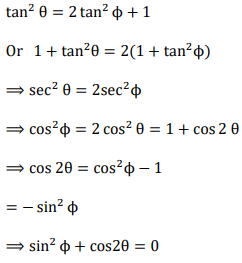 tan² θ = 2 tan² ϕ + 1
Or 1 + tan²θ = 2(1 + tan²ϕ)
⟹ sec² θ = 2sec²ϕ
⟹ cos²ϕ = 2 cos² θ = 1 + cos 2 θ
⟹ cos 2θ = cos²ϕ − 1
= − sin² ϕ
⟹ sin² ϕ + cos2θ = 0